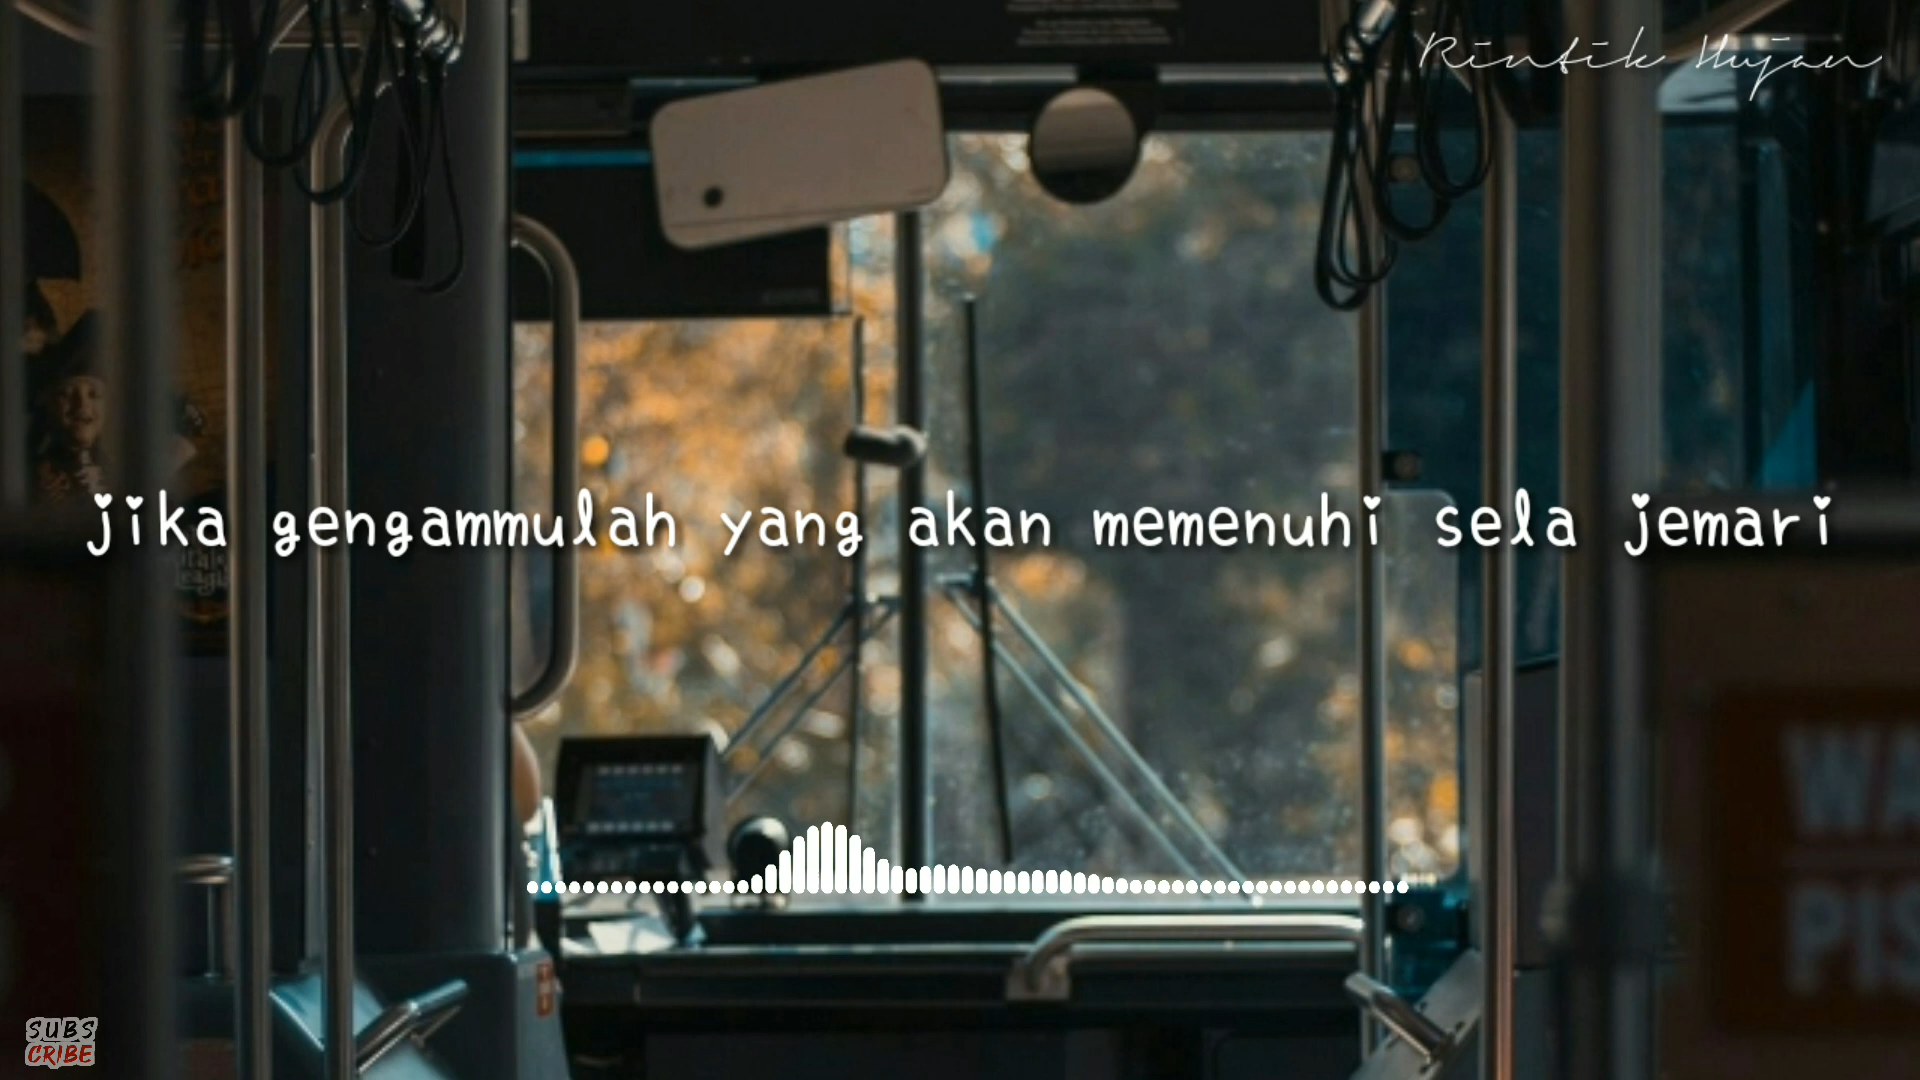 Rintik Hujan
jika gengammulah yang akan memenuhi sela jemari
SUBS
CRIBE